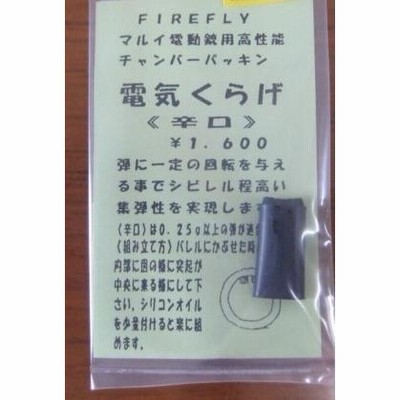 FIREFLY
マルイ電動銃用高性能
チャンバーパッキン
電気くらげ
《辛口》
￥1,600
弾に一定の回転を与え
る事でシビレル程高い
集弾性を実現しま
〈辛口〉は0.25g以上の弾が適
〈組み立て方〉バレルにかぶせた時
内部に図の様に突起が
中央に来る様にして下
さい。シリコンオイル
を少量付けると楽に組
めます。